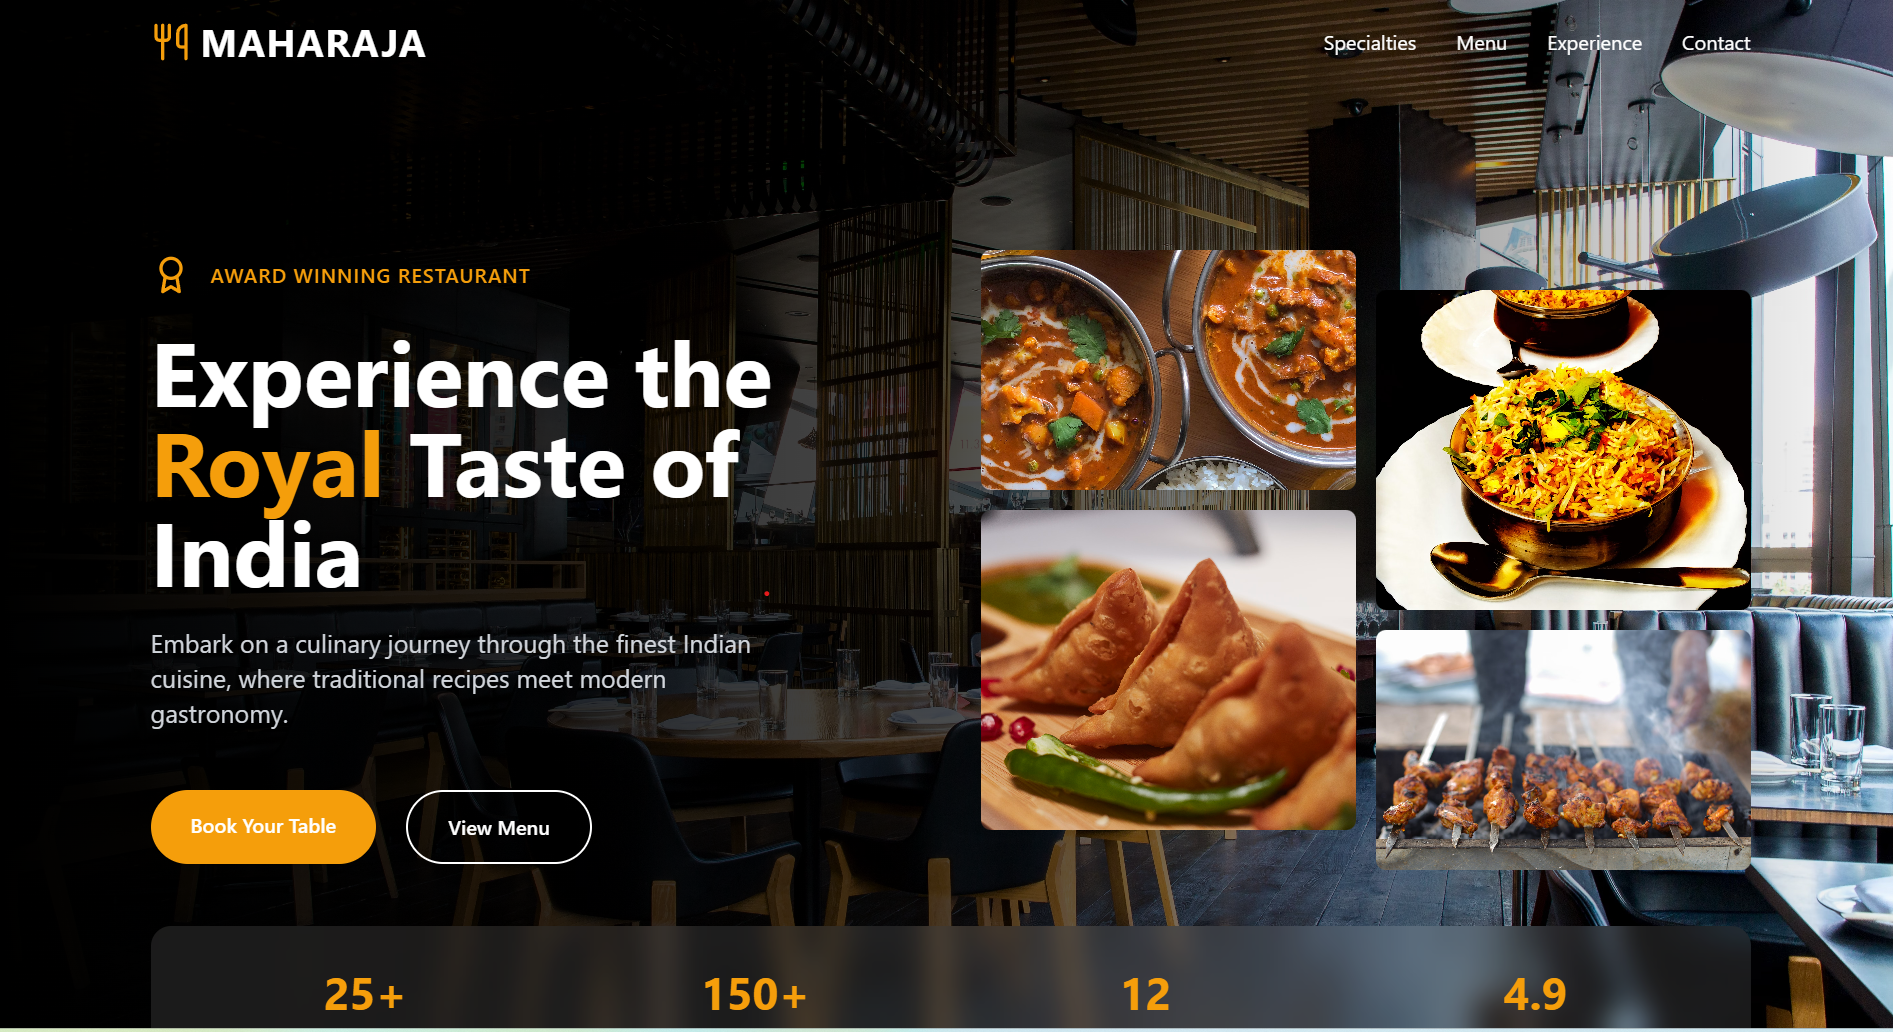 MAHARAJA
Specialties
Menu
Experience
Contact
AWARD WINNING RESTAURANT
Experience the
Royal Taste of
India
Embark on a culinary journey through the finest Indian
cuisine, where traditional recipes meet modern
gastronomy.
Book Your Table
View Menu
25+
150+
12
4.9